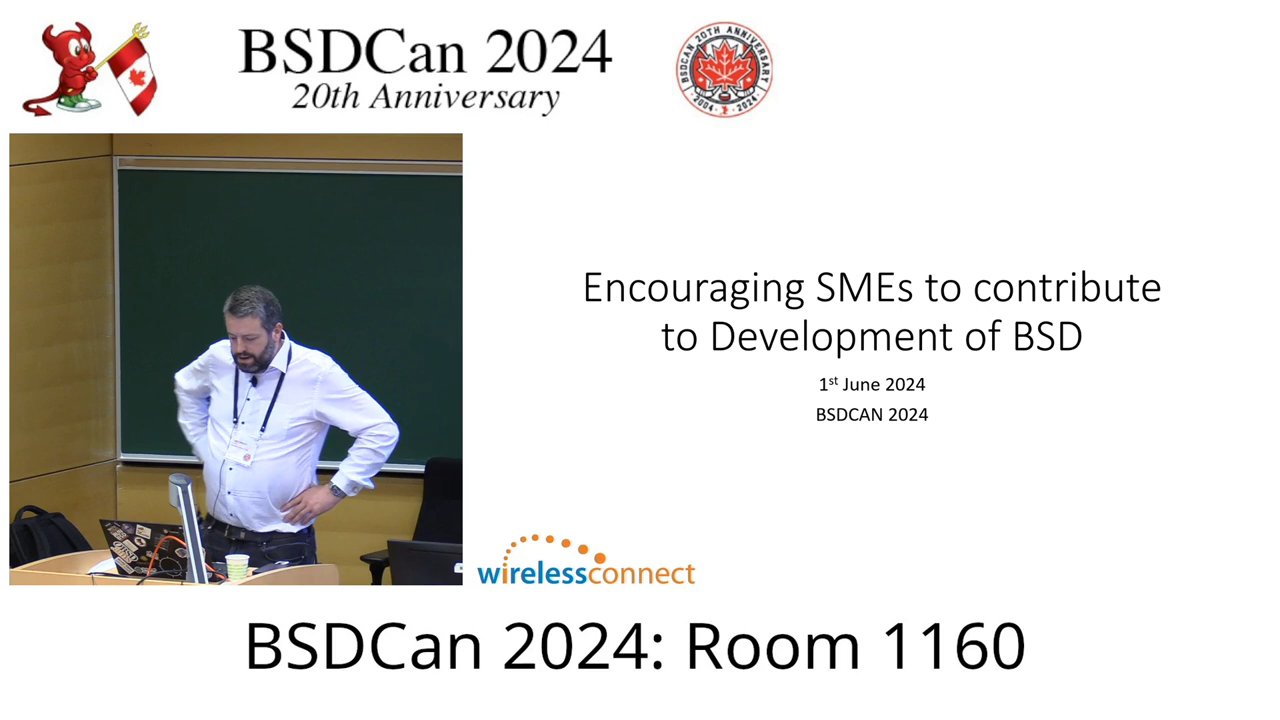 BSDCan 2024
20th Anniversary
BSDCAN 20TH ANNIVERSARY
2004 - 2024
Encouraging SMEs to contribute
to Development of BSD
1st June 2024
BSDCAN 2024
wirelessconnect
BSDCan 2024: Room 1160